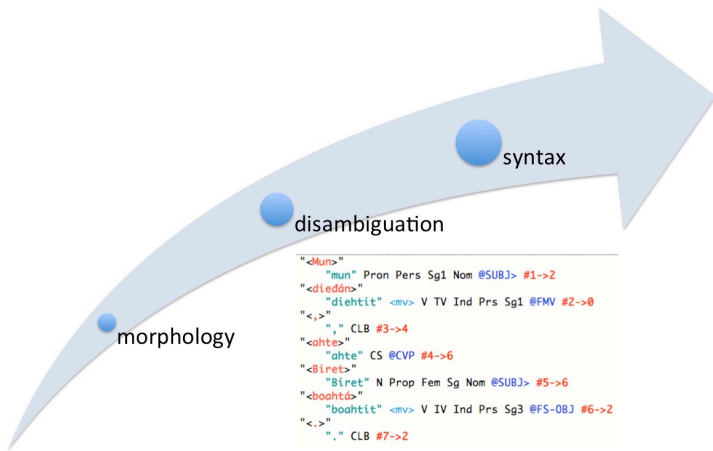 syntax
disambiguation
morphology
"<Mun>"
"mun" Pron Pers Sg1 Nom @SUBJ> #1->2
"<dieđán>"
"diehtit" <mv> V TV Ind Prs Sg1 @FMV #2->0
"<,>"
"," CLB #3->4
"<ahte>"
"ahte" CS @CVP #4->6
"<Biret>"
"Biret" N Prop Fem Sg Nom @SUBJ> #5->6
"<boahtá>"
"boahtit" <mv> V IV Ind Prs Sg3 @FS-OBJ #6->2
"<.>"
"." CLB #7->2